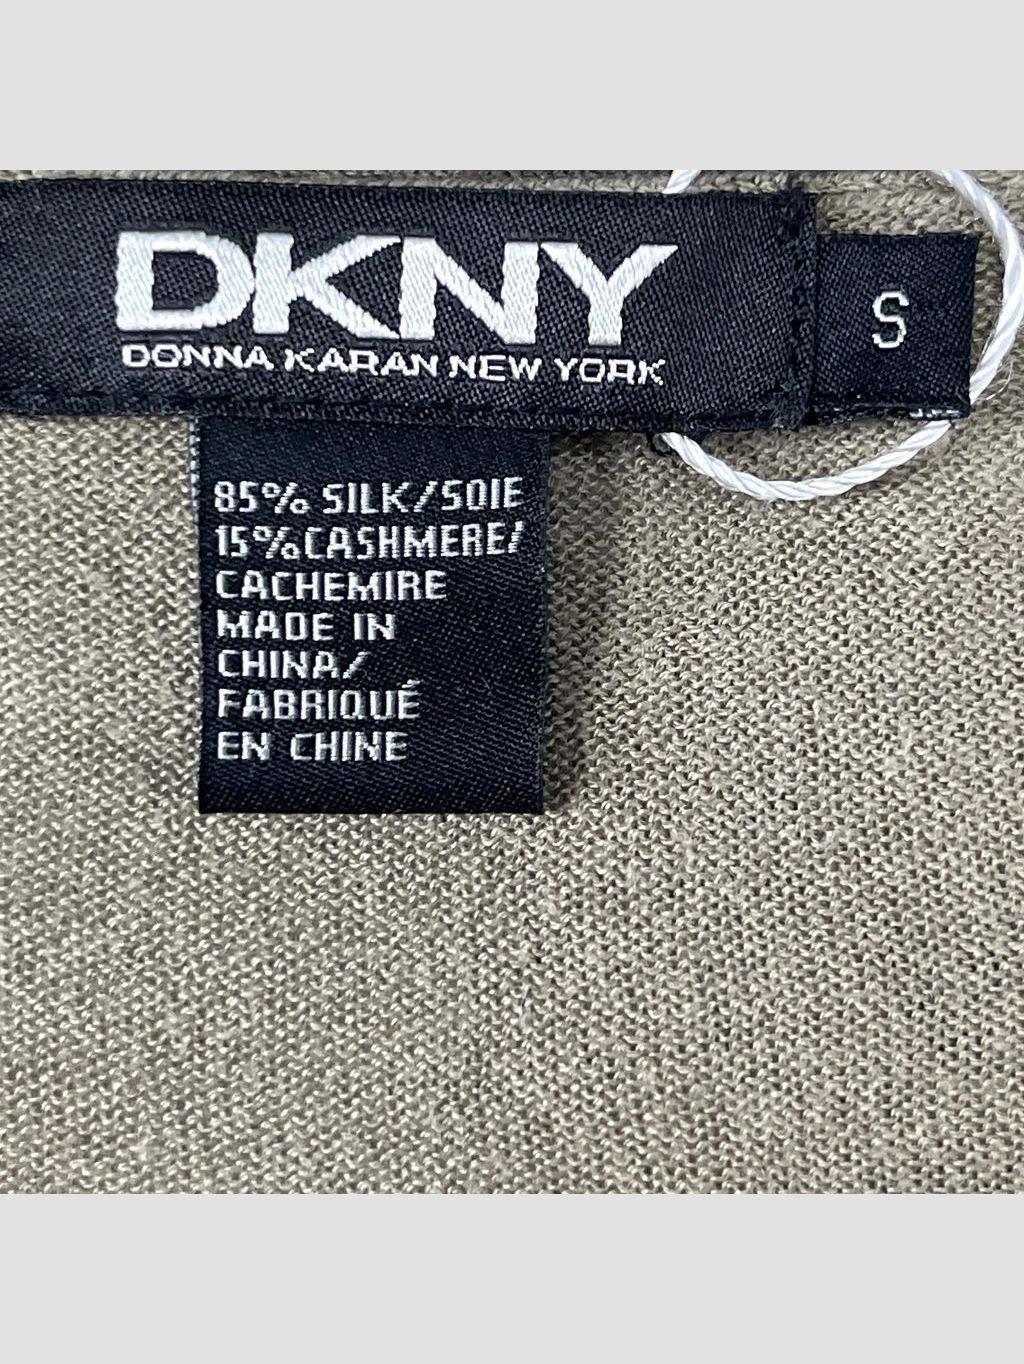 DKNY
DONNA KARAN NEW YORK
S
85% SILK/SOIE
15%CASHMERE/
CACHEMIRE
MADE IN
CHINA/
FABRIQUÉ
EN CHINE